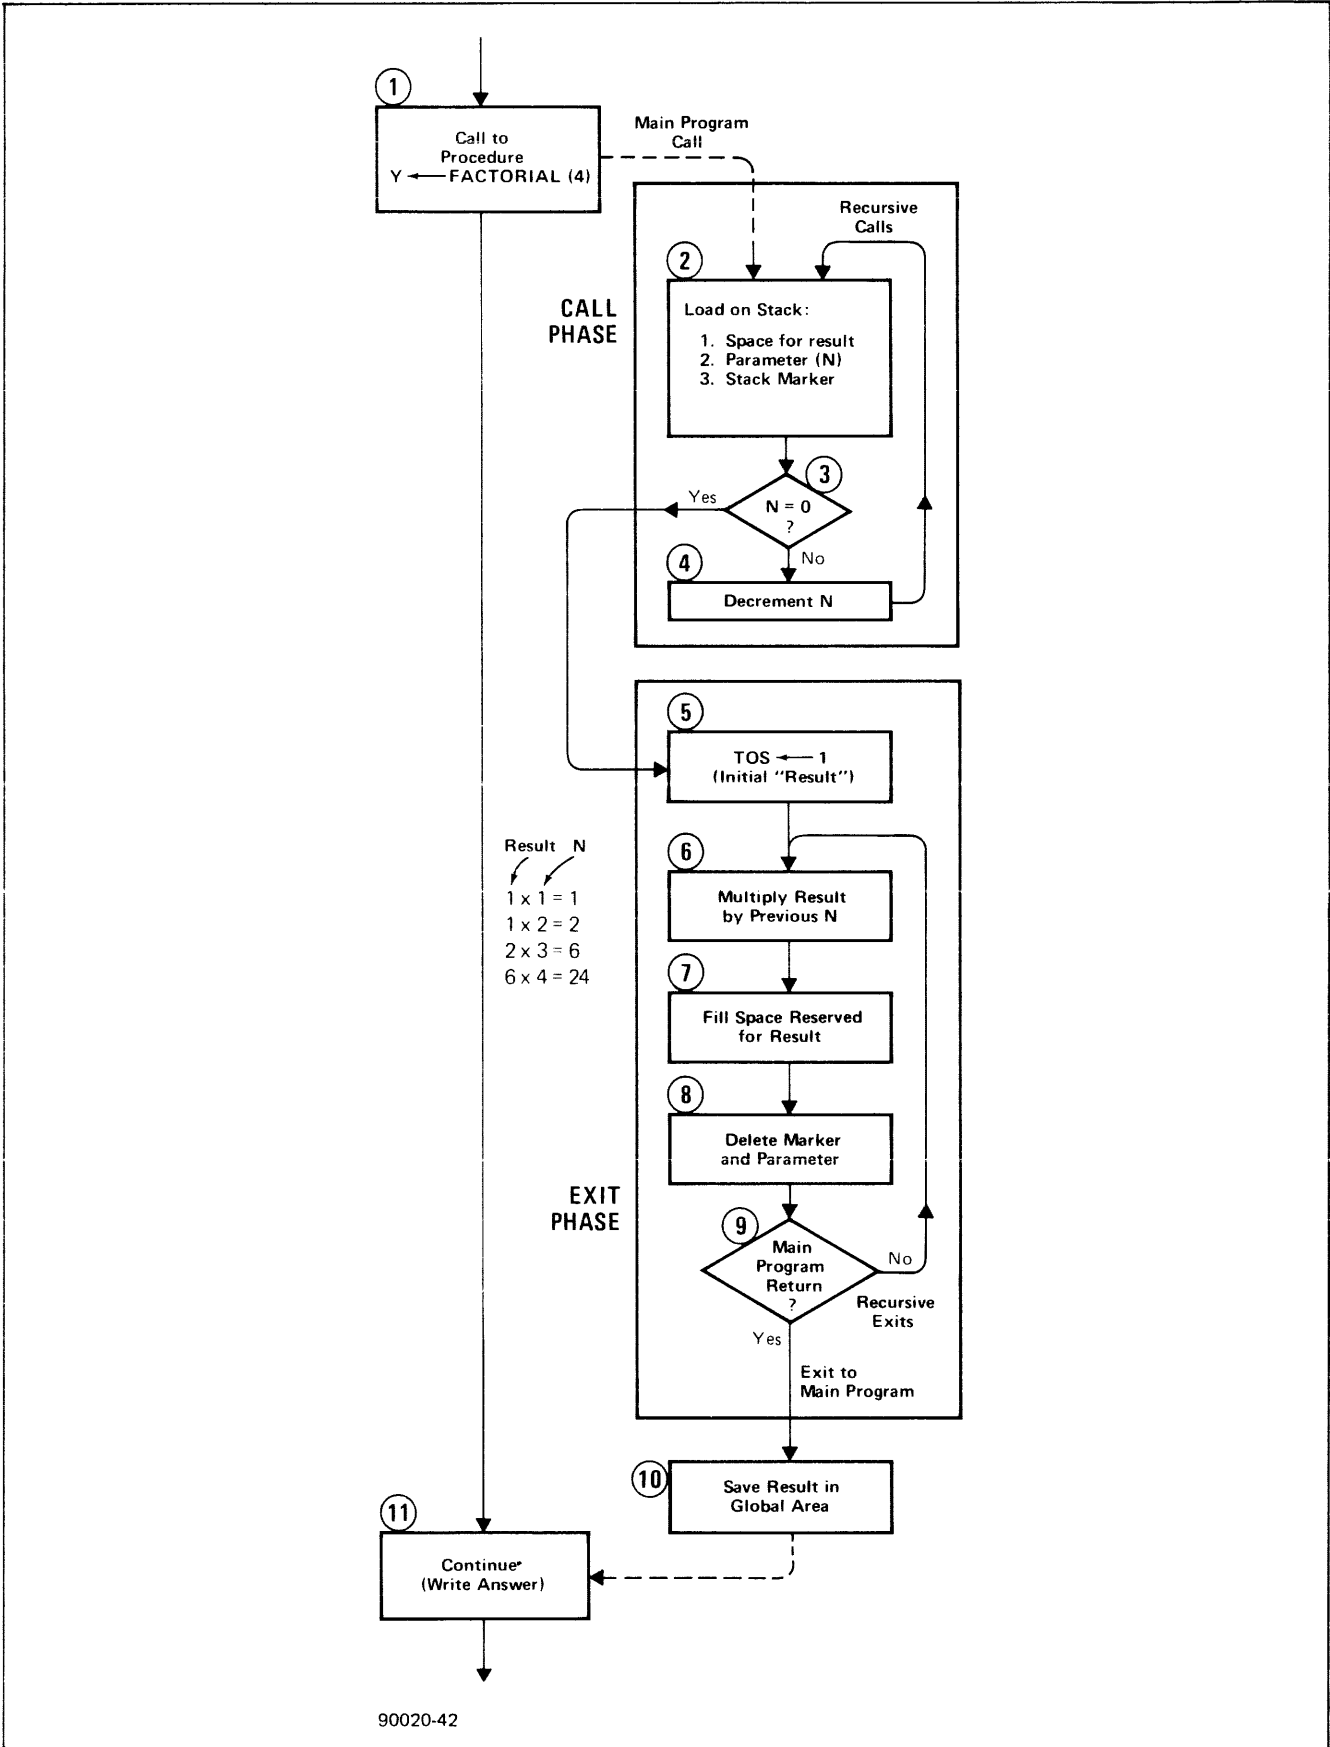 1
Call to
Procedure
Y ← FACTORIAL (4)
Main Program
Call
Recursive
Calls
CALL
PHASE
2
Load on Stack:
1. Space for result
2. Parameter (N)
3. Stack Marker
3
N = 0
?
Yes
No
4
Decrement N
5
TOS ← 1
(Initial "Result")
Result N
1 x 1 = 1
1 x 2 = 2
2 x 3 = 6
6 x 4 = 24
6
Multiply Result
by Previous N
7
Fill Space Reserved
for Result
8
Delete Marker
and Parameter
EXIT
PHASE
9
Main
Program
Return
?
No
Recursive
Exits
Yes
Exit to
Main Program
10
Save Result in
Global Area
11
Continue
(Write Answer)
90020-42